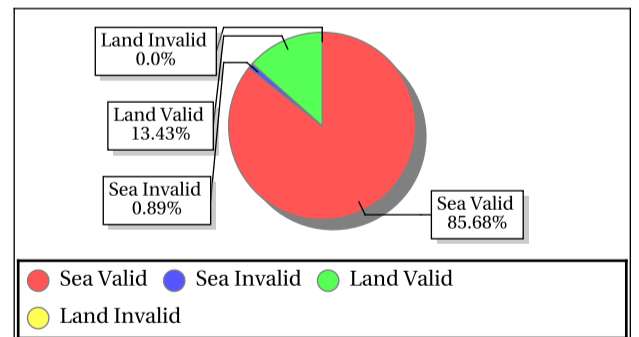 Land Invalid
0.0%
Land Valid
13.43%
Sea Invalid
0.89%
Sea Valid
85.68%
Sea Valid Sea Invalid Land Valid
Land Invalid